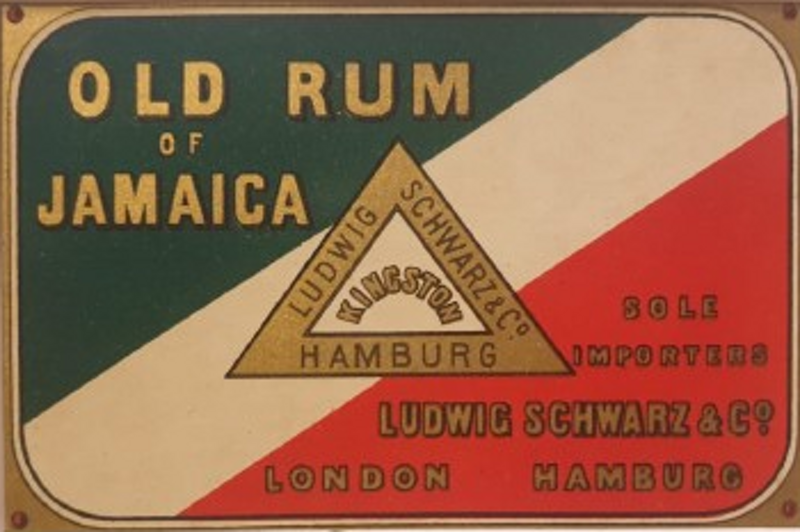 OLD RUM
OF
JAMAICA
LUDWIG
SCHWARZ & Cº
KINGSTON
HAMBURG
SOLE
IMPORTERS
LUDWIG SCHWARZ & Cº
LONDON HAMBURG